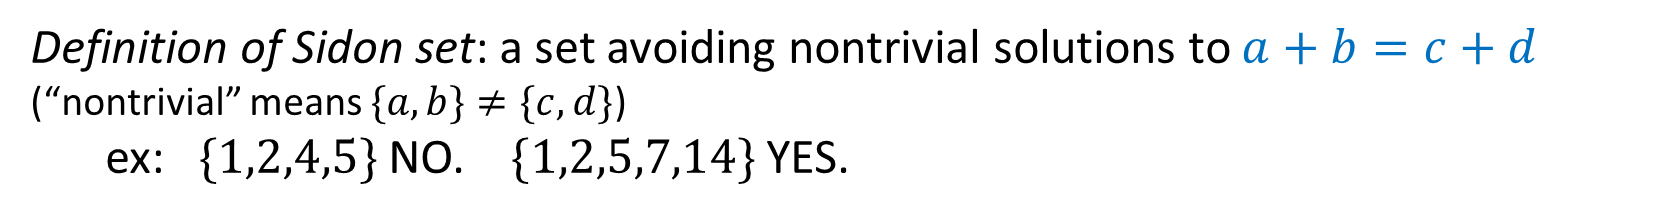 Definition of Sidon set: a set avoiding nontrivial solutions to a + b = c + d
(“nontrivial” means {a, b} ≠ {c, d})
ex: {1,2,4,5} NO. {1,2,5,7,14} YES.